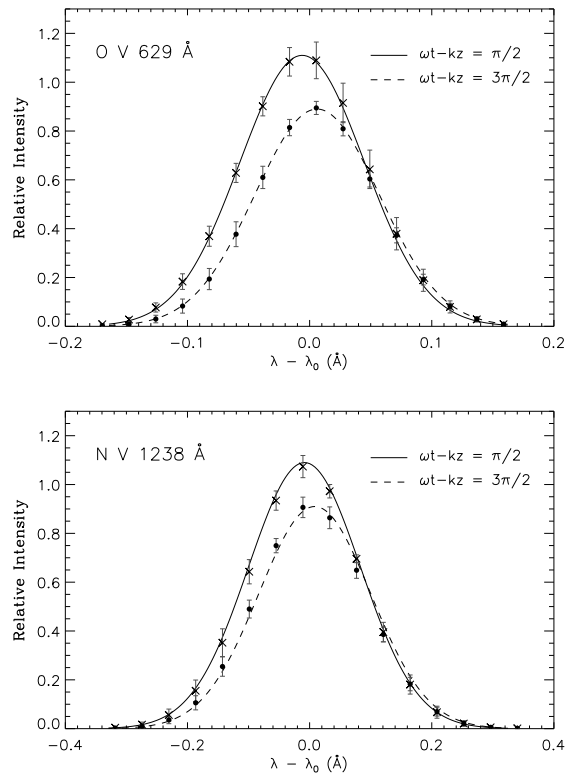 1.2
1.0
0.8
0.6
0.4
0.2
0.0
Relative Intensity
O V 629 Å
ωt-kz = π/2
ωt-kz = 3π/2
-0.2 -0.1 0.0 0.1 0.2
λ - λ₀ (Å)
1.2
1.0
0.8
0.6
0.4
0.2
0.0
Relative Intensity
N V 1238 Å
ωt-kz = π/2
ωt-kz = 3π/2
-0.4 -0.2 0.0 0.2 0.4
λ - λ₀ (Å)